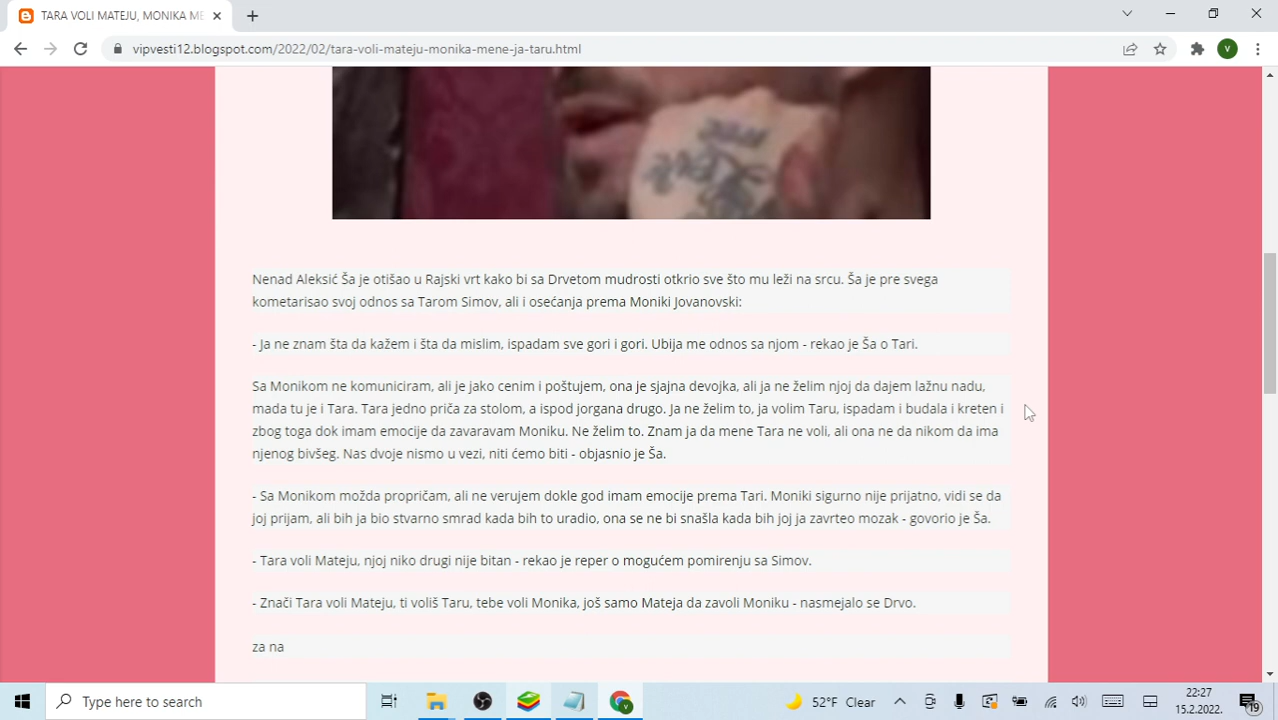 TARA VOLI MATEJU, MONIKA ME
vipvesti12.blogspot.com/2022/02/tara-voli-mateju-monika-mene-ja-taru.html
V
Nenad Aleksić Ša je otišao u Rajski vrt kako bi sa Drvetom mudrosti otkrio sve što mu leži na srcu. Ša je pre svega
kometarisao svoj odnos sa Tarom Simov, ali i osećanja prema Moniki Jovanovski:
- Ja ne znam šta da kažem i šta da mislim, ispadam sve gori i gori. Ubija me odnos sa njom - rekao je Ša o Tari.
Sa Monikom ne komuniciram, ali je jako cenim i poštujem, ona je sjajna devojka, ali ja ne želim njoj da dajem lažnu nadu,
mada tu je i Tara. Tara jedno priča za stolom, a ispod jorgana drugo. Ja ne želim to, ja volim Taru, ispadam i budala i kreten i
zbog toga dok imam emocije da zavaravam Moniku. Ne želim to. Znam ja da mene Tara ne voli, ali ona ne da nikom da ima
njenog bivšeg. Nas dvoje nismo u vezi, niti ćemo biti - objasnio je Ša.
- Sa Monikom možda propričam, ali ne verujem dokle god imam emocije prema Tari. Moniki sigurno nije prijatno, vidi se da
joj prijam, ali bih ja bio stvarno smrad kada bih to uradio, ona se ne bi snašla kada bih joj ja zavrteo mozak - govorio je Ša.
- Tara voli Mateju, njoj niko drugi nije bitan - rekao je reper o mogućem pomirenju sa Simov.
- Znači Tara voli Mateju, ti voliš Taru, tebe voli Monika, još samo Mateja da zavoli Moniku - nasmejalo se Drvo.
za na
Type here to search
52°F Clear
22:27
15.2.2022.
19